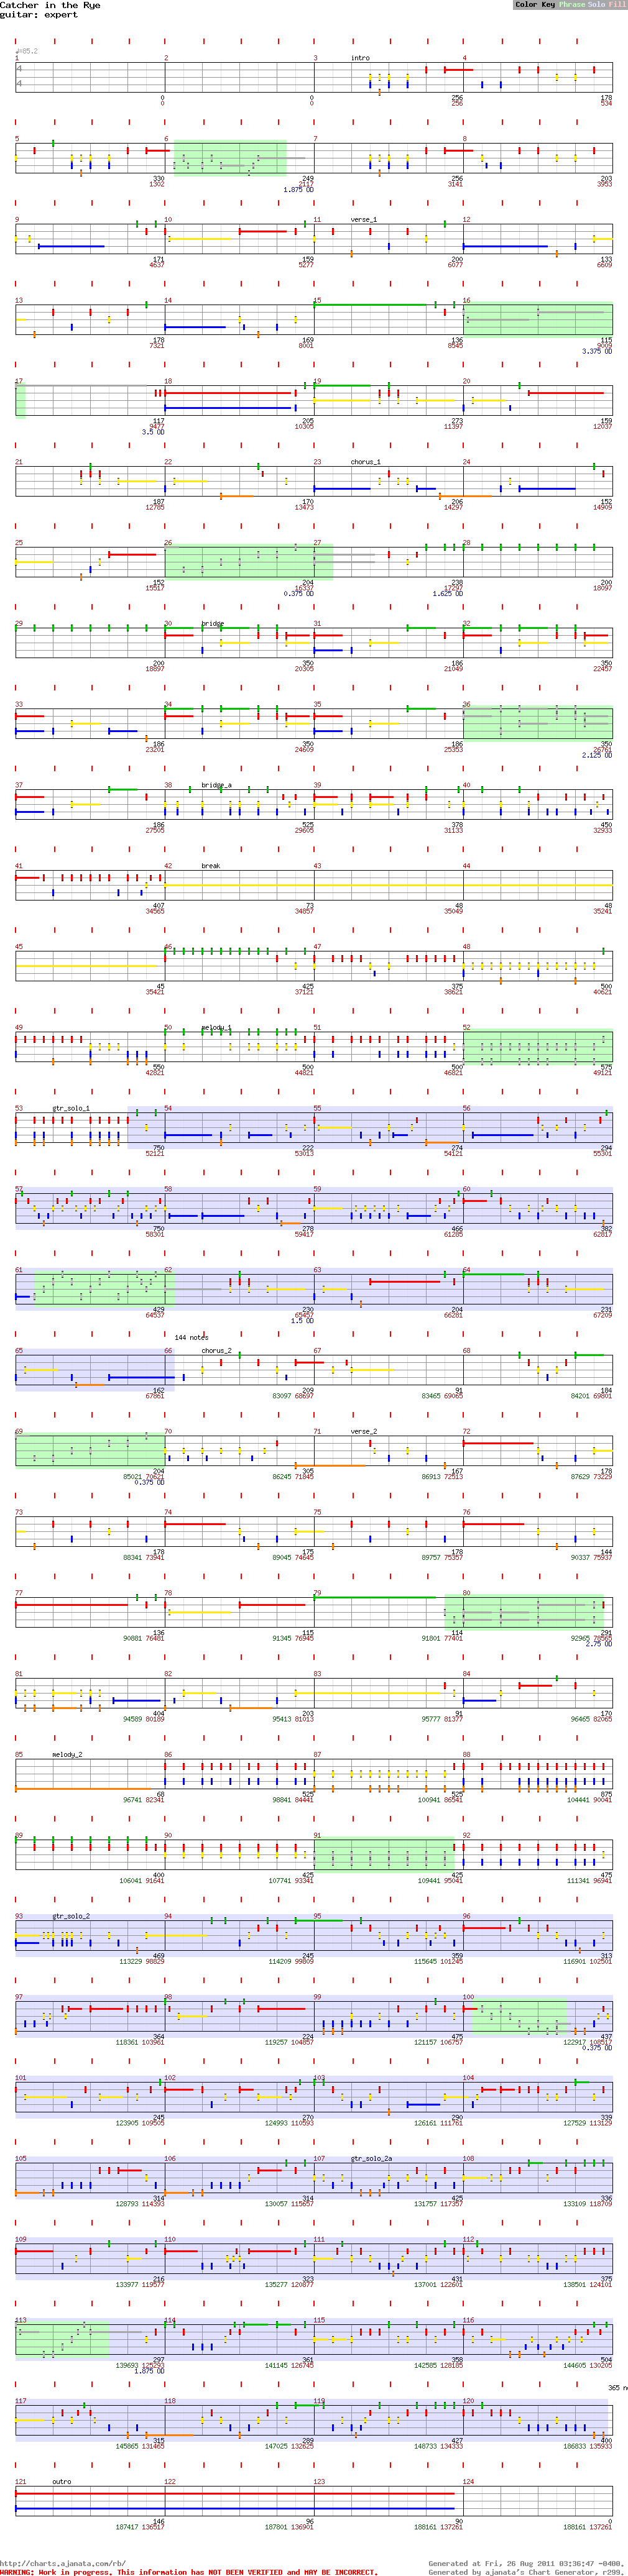 Catcher in the Rye
Color Key Phrase Solo Fill
guitar: expert
♩=85.2
1 2 3 intro 4
0 0 256 178
0 0 256 534
5 6 7 8
330 249 256 203
1302 2117 3141 3953
1.875 OD
9 10 11 verse_1 12
171 159 200 133
4637 5277 6077 6609
13 14 15 16
178 169 136 115
7321 8001 8545 9009
3.375 OD
17 18 19 20
117 205 273 159
9477 10305 11397 12037
3.5 OD
21 22 23 chorus_1 24
187 170 206 152
12785 13473 14297 14909
25 26 27 28
152 204 238 200
15517 16337 17297 18097
0.375 OD 1.625 OD
29 30 bridge 31 32
200 350 186 350
18897 20305 21049 22457
33 34 35 36
186 350 186 350
23201 24609 25353 26761
2.125 OD
37 38 bridge_a 39 40
186 525 378 450
27505 29605 31133 32933
41 42 break 43 44
407 73 48 48
34565 34857 35049 35241
45 46 47 48
45 425 375 500
35421 37121 38621 40621
49 50 melody_1 51 52
550 500 500 575
42821 44821 46821 49121
53 gtr_solo_1 54 55 56
750 222 274 294
52121 53013 54121 55301
57 58 59 60
750 278 466 382
58301 59417 61285 62817
61 62 63 64
429 230 204 231
64537 65457 66281 67209
1.5 OD
144 notes
65 66 chorus_2 67 68
162 209 91 184
67861 83097 68697 83465 69065 84201 69801
69 70 71 verse_2 72
204 305 167 178
85021 70621 86245 71845 86913 72513 87629 73229
0.375 OD
73 74 75 76
178 175 178 144
88341 73941 89045 74645 89757 75357 90337 75937
77 78 79 80
136 115 114 291
90881 76481 91345 76945 91801 77401 92965 78565
2.75 OD
81 82 83 84
404 203 91 170
94589 80189 95413 81013 95777 81377 96465 82065
85 melody_2 86 87 88
68 525 525 875
96741 82341 98841 84441 100941 86541 104441 90041
89 90 91 92
400 425 425 475
106041 91641 107741 93341 109441 95041 111341 96941
93 gtr_solo_2 94 95 96
469 245 359 313
113229 98829 114209 99809 115645 101245 116901 102501
97 98 99 100
364 224 475 437
118361 103961 119257 104857 121157 106757 122917 108517
0.375 OD
101 102 103 104
245 270 290 339
123905 109505 124993 110593 126161 111761 127529 113129
105 106 107 gtr_solo_2a 108
314 314 425 336
128793 114393 130057 115657 131757 117357 133109 118709
109 110 111 112
216 323 431 375
133977 119577 135277 120877 137001 122601 138501 124101
113 114 115 116
297 361 358 504
139693 125293 141145 126745 142585 128185 144605 130205
1.875 OD
365 n
117 118 119 120
315 289 427 400
145865 131465 147025 132625 148733 134333 186833 135933
121 outro 122 123 124
146 96 90 0
187417 136517 187801 136901 188161 137261 188161 137261
http://charts.ajanata.com/rb/
Generated at Fri, 26 Aug 2011 03:36:47 -0400.
WARNING: Work in progress. This information has NOT BEEN VERIFIED and MAY BE INCORRECT.
Generated by ajanata's Chart Generator, r299.